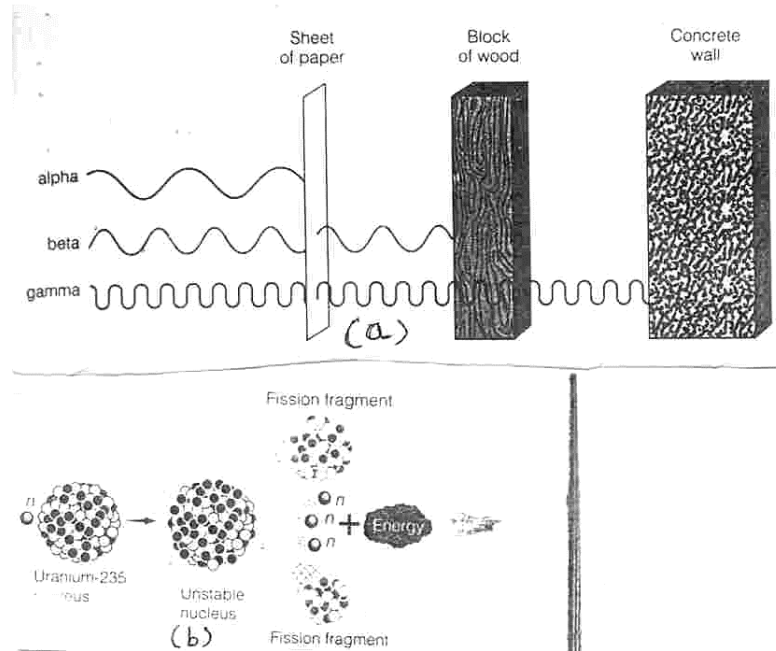 Sheet
of paper
Block
of wood
Concrete
wall
alpha
beta
gamma
(a)
Fission fragment
n
n
n
n
+
Energy
Uranium-235
Unstable
nucleus
(b)
Fission fragment